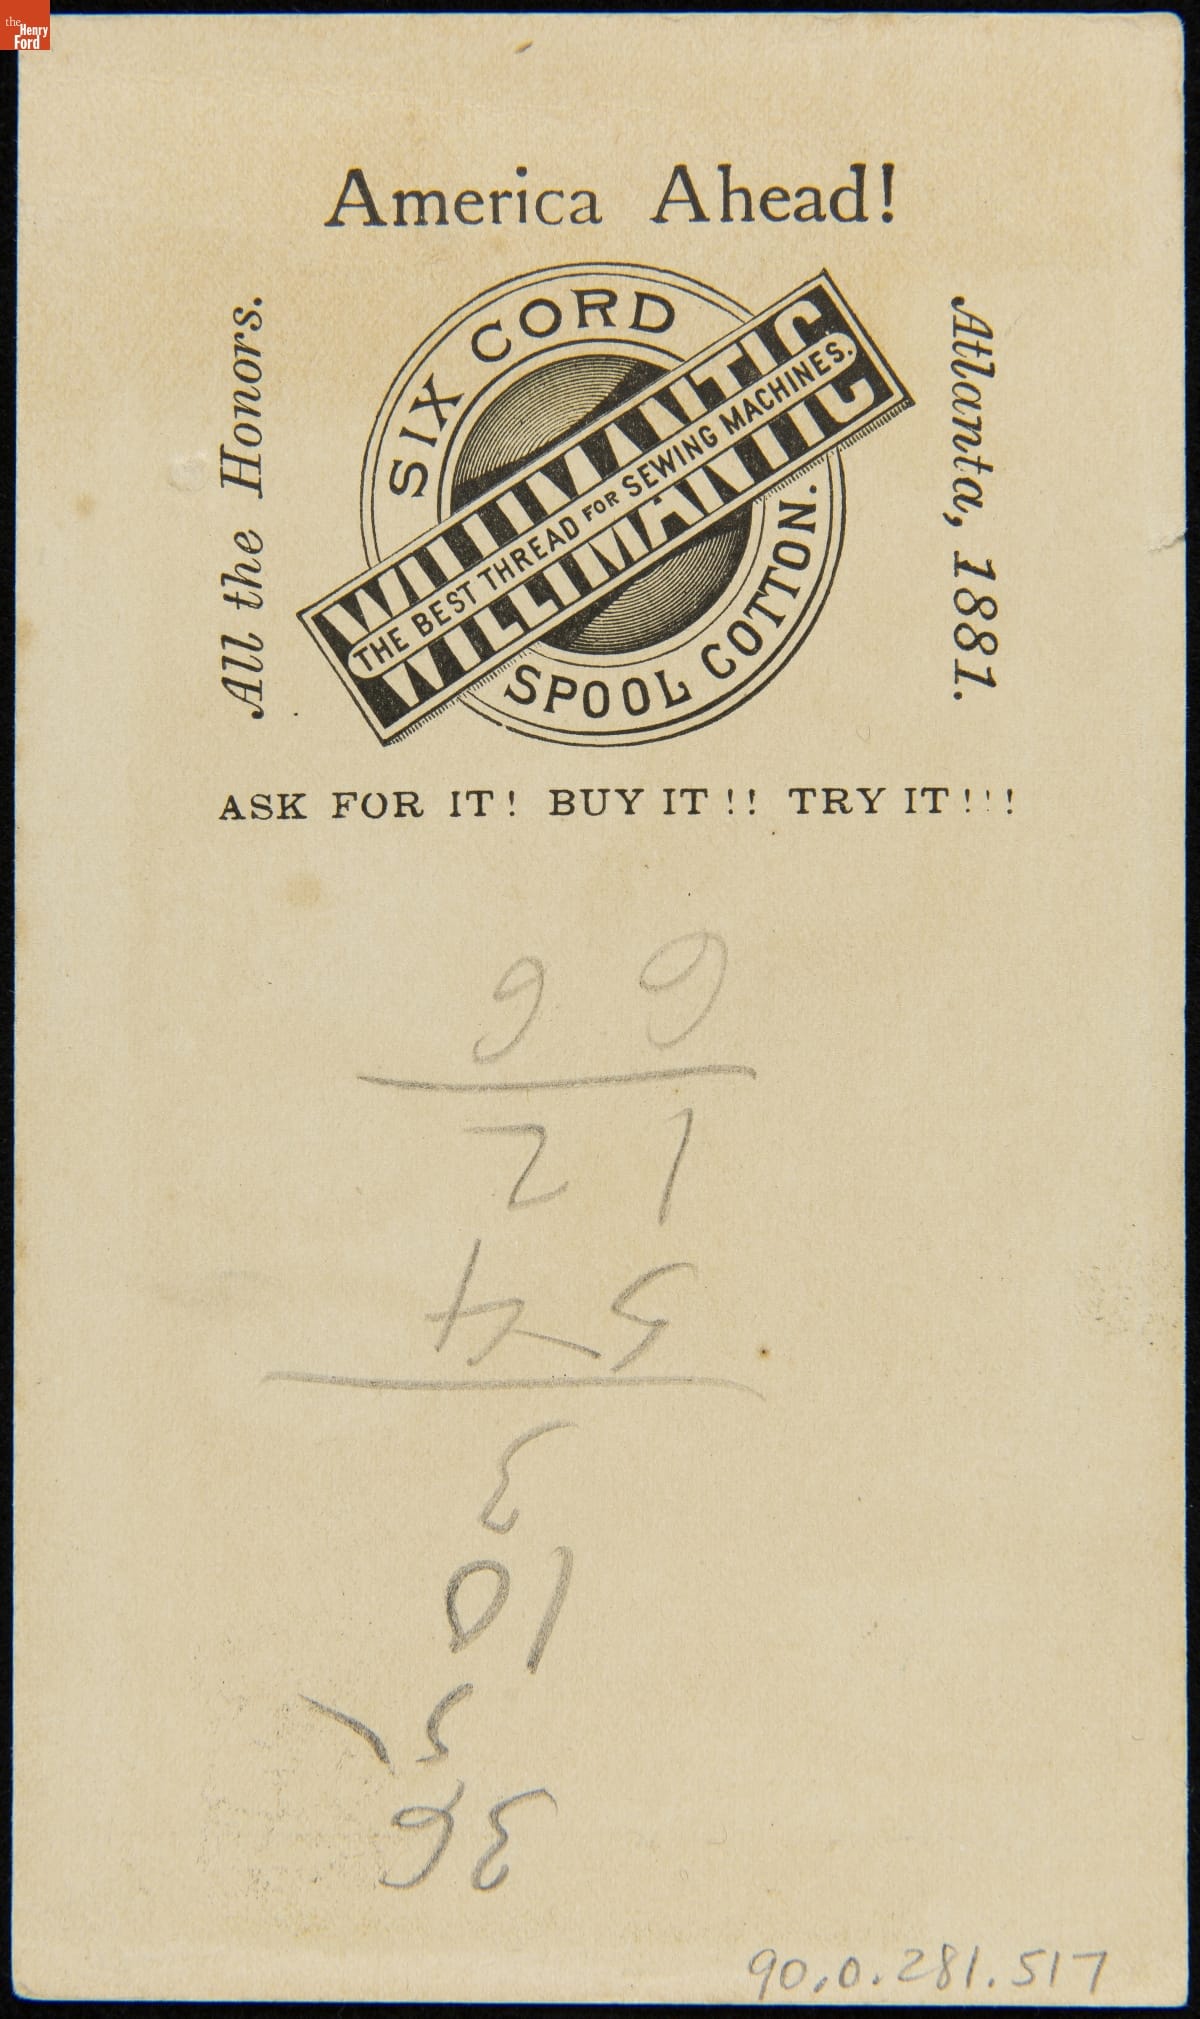 the Henry Ford
America Ahead!
All the Honors.
SIX CORD
WILLIMANTIC
THE BEST THREAD FOR SEWING MACHINES.
WILLIMANTIC
SPOOL COTTON.
Atlanta, 1881.
ASK FOR IT! BUY IT!! TRY IT!!!
36
5
10
3
54
12
66
90.0.281.517